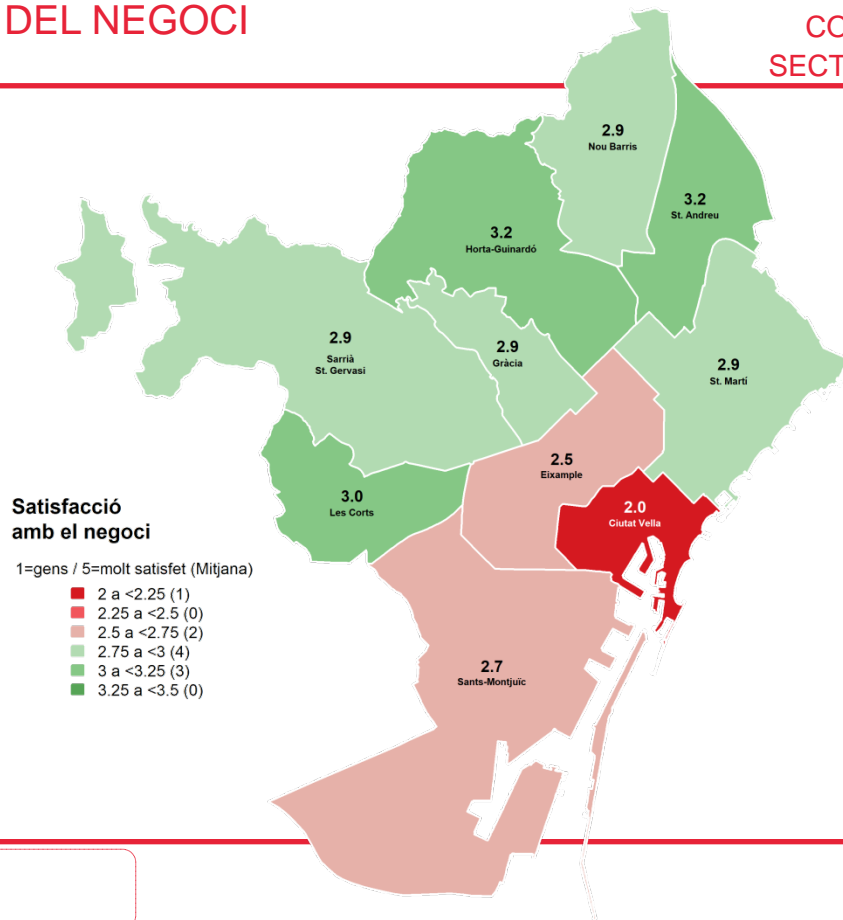 DEL NEGOCI
CO
SECT
2.9
Nou Barris
3.2
St. Andreu
3.2
Horta-Guinardó
2.9
Sarrià
St. Gervasi
2.9
Gràcia
2.9
St. Martí
2.5
Eixample
3.0
Les Corts
2.0
Ciutat Vella
2.7
Sants-Montjuïc
Satisfacció
amb el negoci
1=gens / 5=molt satisfet (Mitjana)
2 a <2.25 (1)
2.25 a <2.5 (0)
2.5 a <2.75 (2)
2.75 a <3 (4)
3 a <3.25 (3)
3.25 a <3.5 (0)